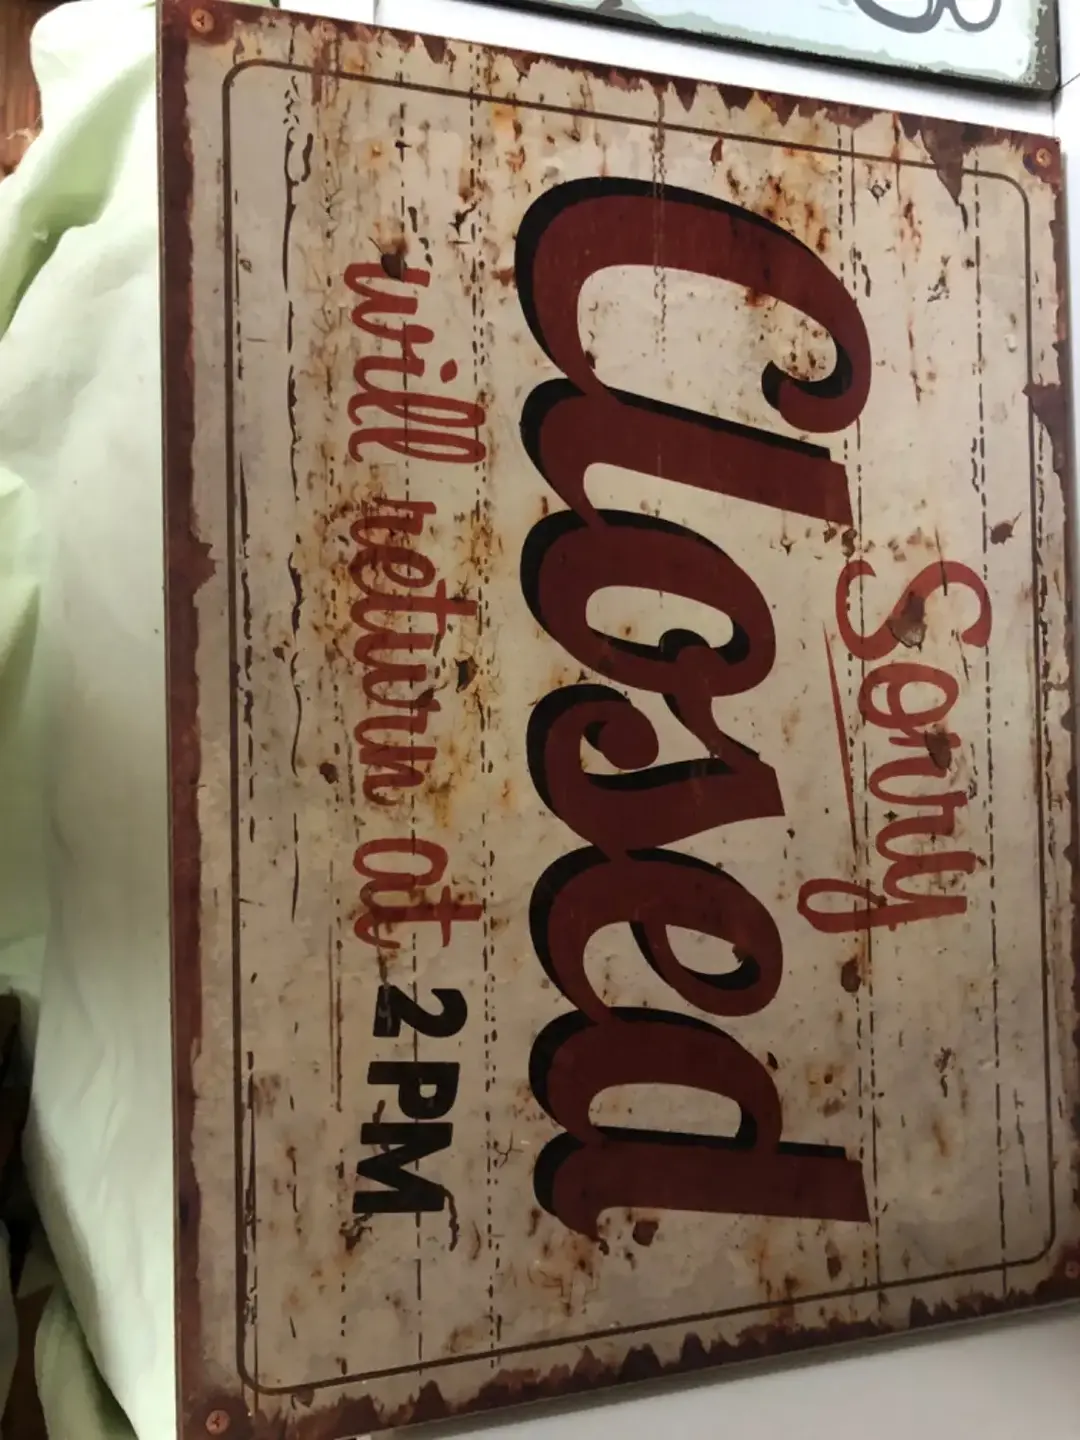 Sorry
Closed
will return at 2 PM